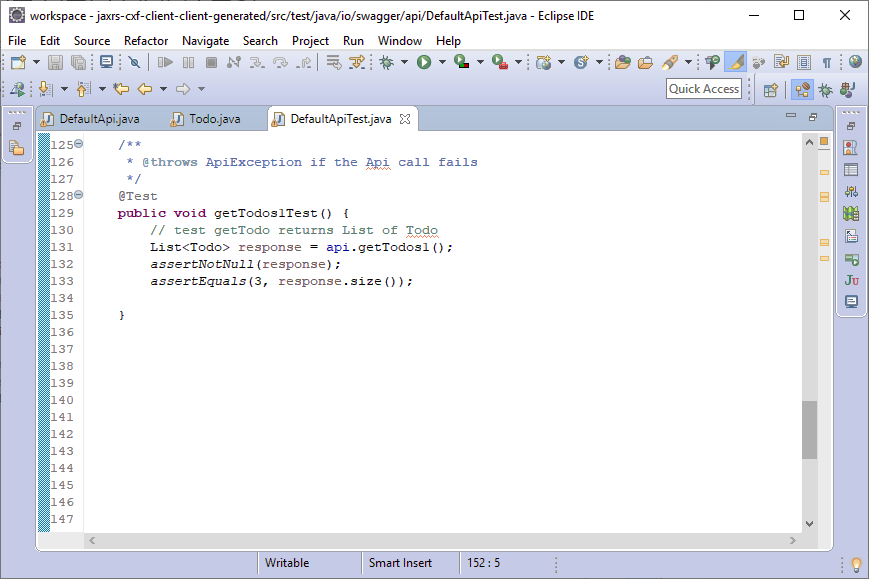 workspace - jaxrs-cxf-client-client-generated/src/test/java/io/swagger/api/DefaultApiTest.java - Eclipse IDE
File Edit Source Refactor Navigate Search Project Run Window Help
Quick Access
DefaultApi.java Todo.java DefaultApiTest.java
125 /**
126 * @throws ApiException if the Api call fails
127 */
128 @Test
129 public void getTodos1Test() {
130 // test getTodo returns List of Todo
131 List<Todo> response = api.getTodos1();
132 assertNotNull(response);
133 assertEquals(3, response.size());
134
135 }
136
137
138
139
140
141
142
143
144
145
146
147
Ju
Writable Smart Insert 152 : 5